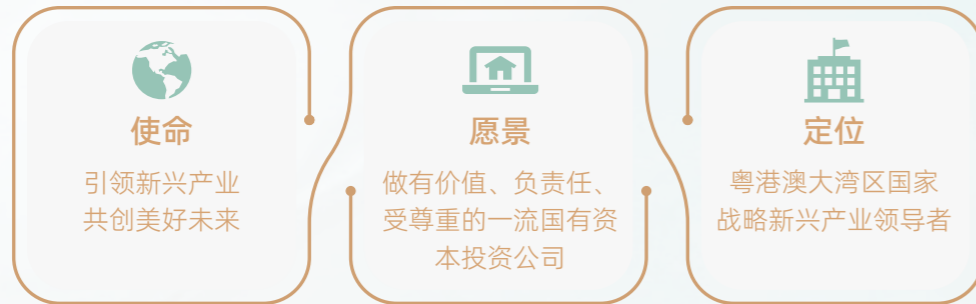 使命
引领新兴产业
共创美好未来
愿景
做有价值、负责任、
受尊重的一流国有资
本投资公司
定位
粤港澳大湾区国家
战略新兴产业领导者